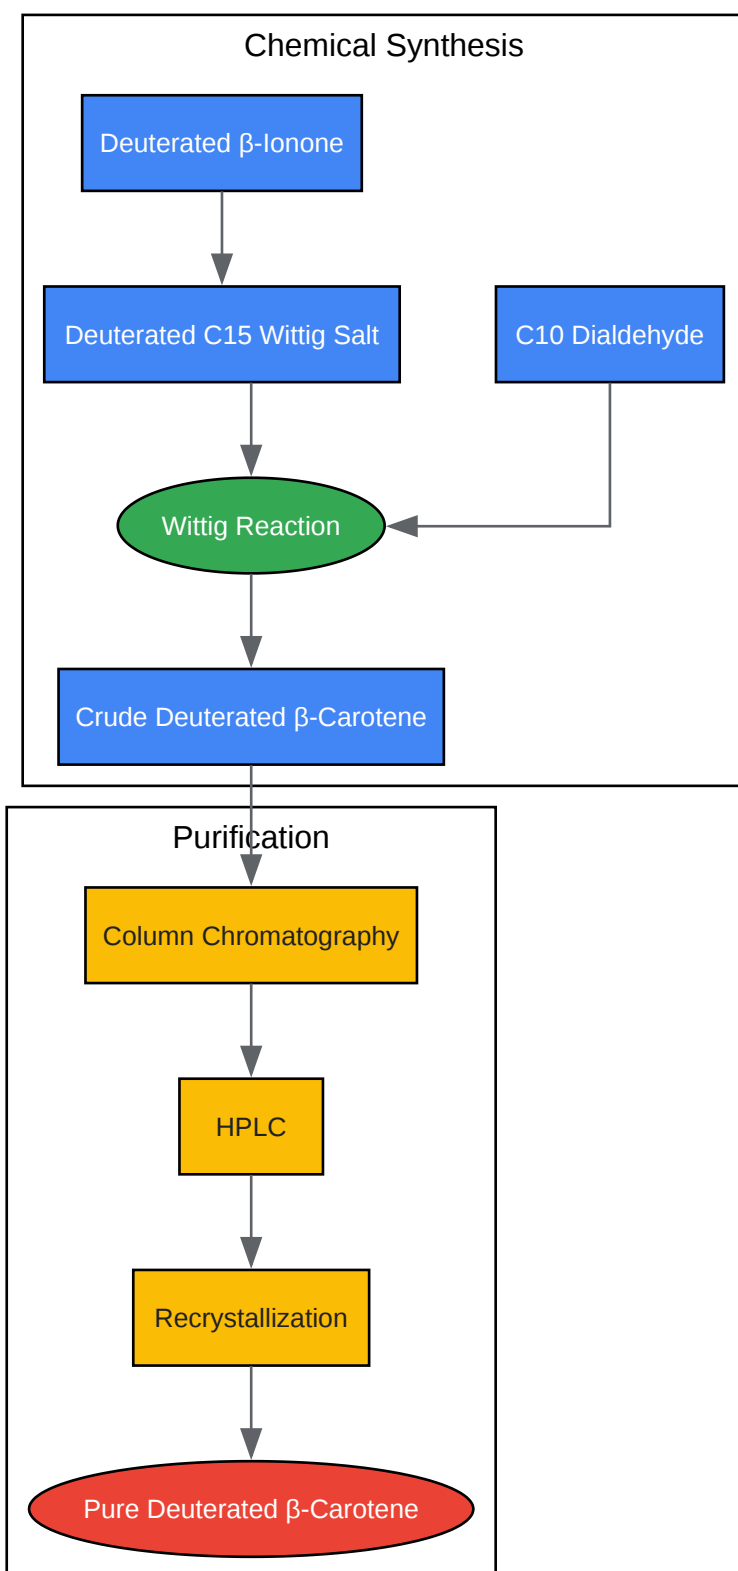 Chemical Synthesis
Deuterated β-Ionone
Deuterated C15 Wittig Salt
C10 Dialdehyde
Wittig Reaction
Crude Deuterated β-Carotene
Purification
Column Chromatography
HPLC
Recrystallization
Pure Deuterated β-Carotene